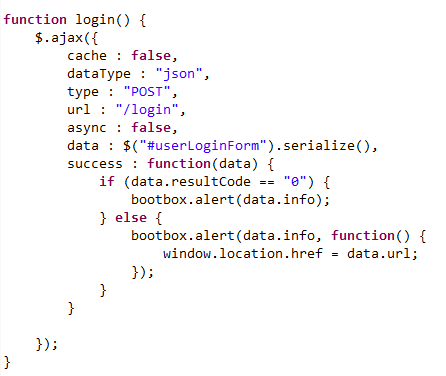 function login() {
    $.ajax({
        cache : false,
        dataType : "json",
        type : "POST",
        url : "/login",
        async : false,
        data : $("#userLoginForm").serialize(),
        success : function(data) {
            if (data.resultCode == "0") {
                bootbox.alert(data.info);
            } else {
                bootbox.alert(data.info, function() {
                    window.location.href = data.url;
                });
            }
        }

    });
}